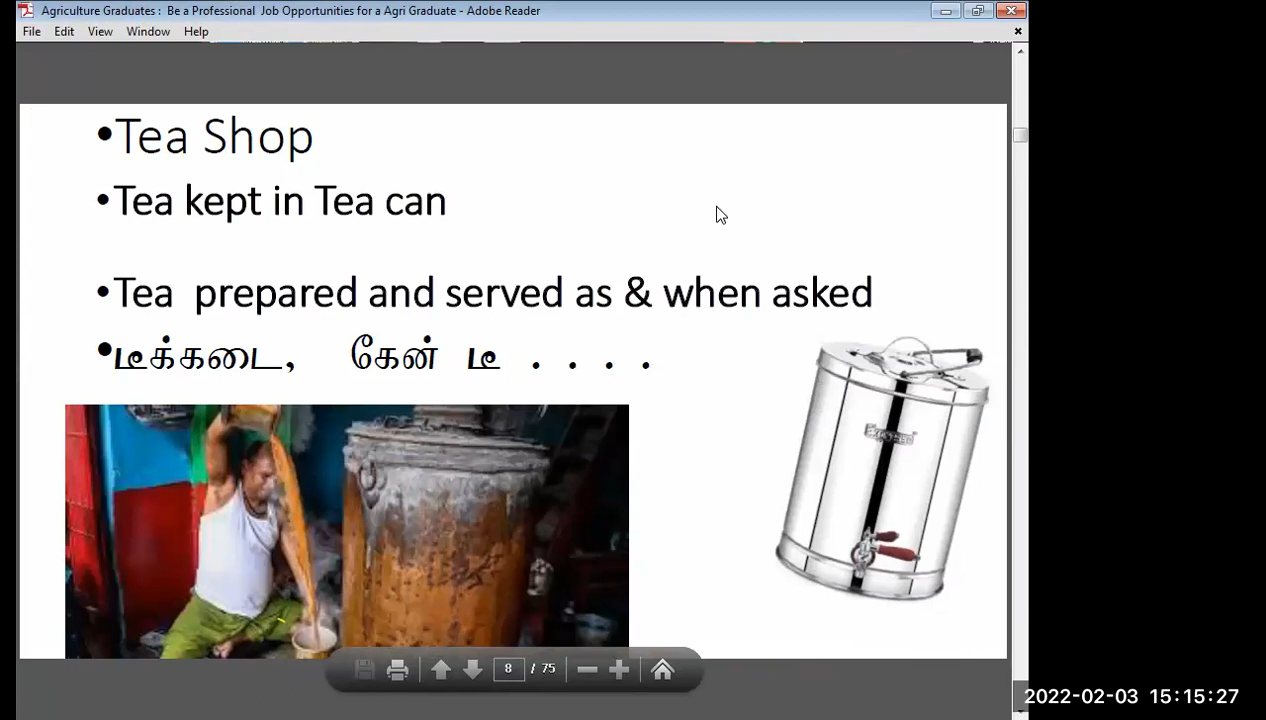 Agriculture Graduates : Be a Professional Job Opportunities for a Agri Graduate - Adobe Reader
File Edit View Window Help
•Tea Shop
•Tea kept in Tea can
•Tea prepared and served as & when asked
•டீக்கடை, கேன் டீ . . . .
8 / 75
2022-02-03 15:15:27